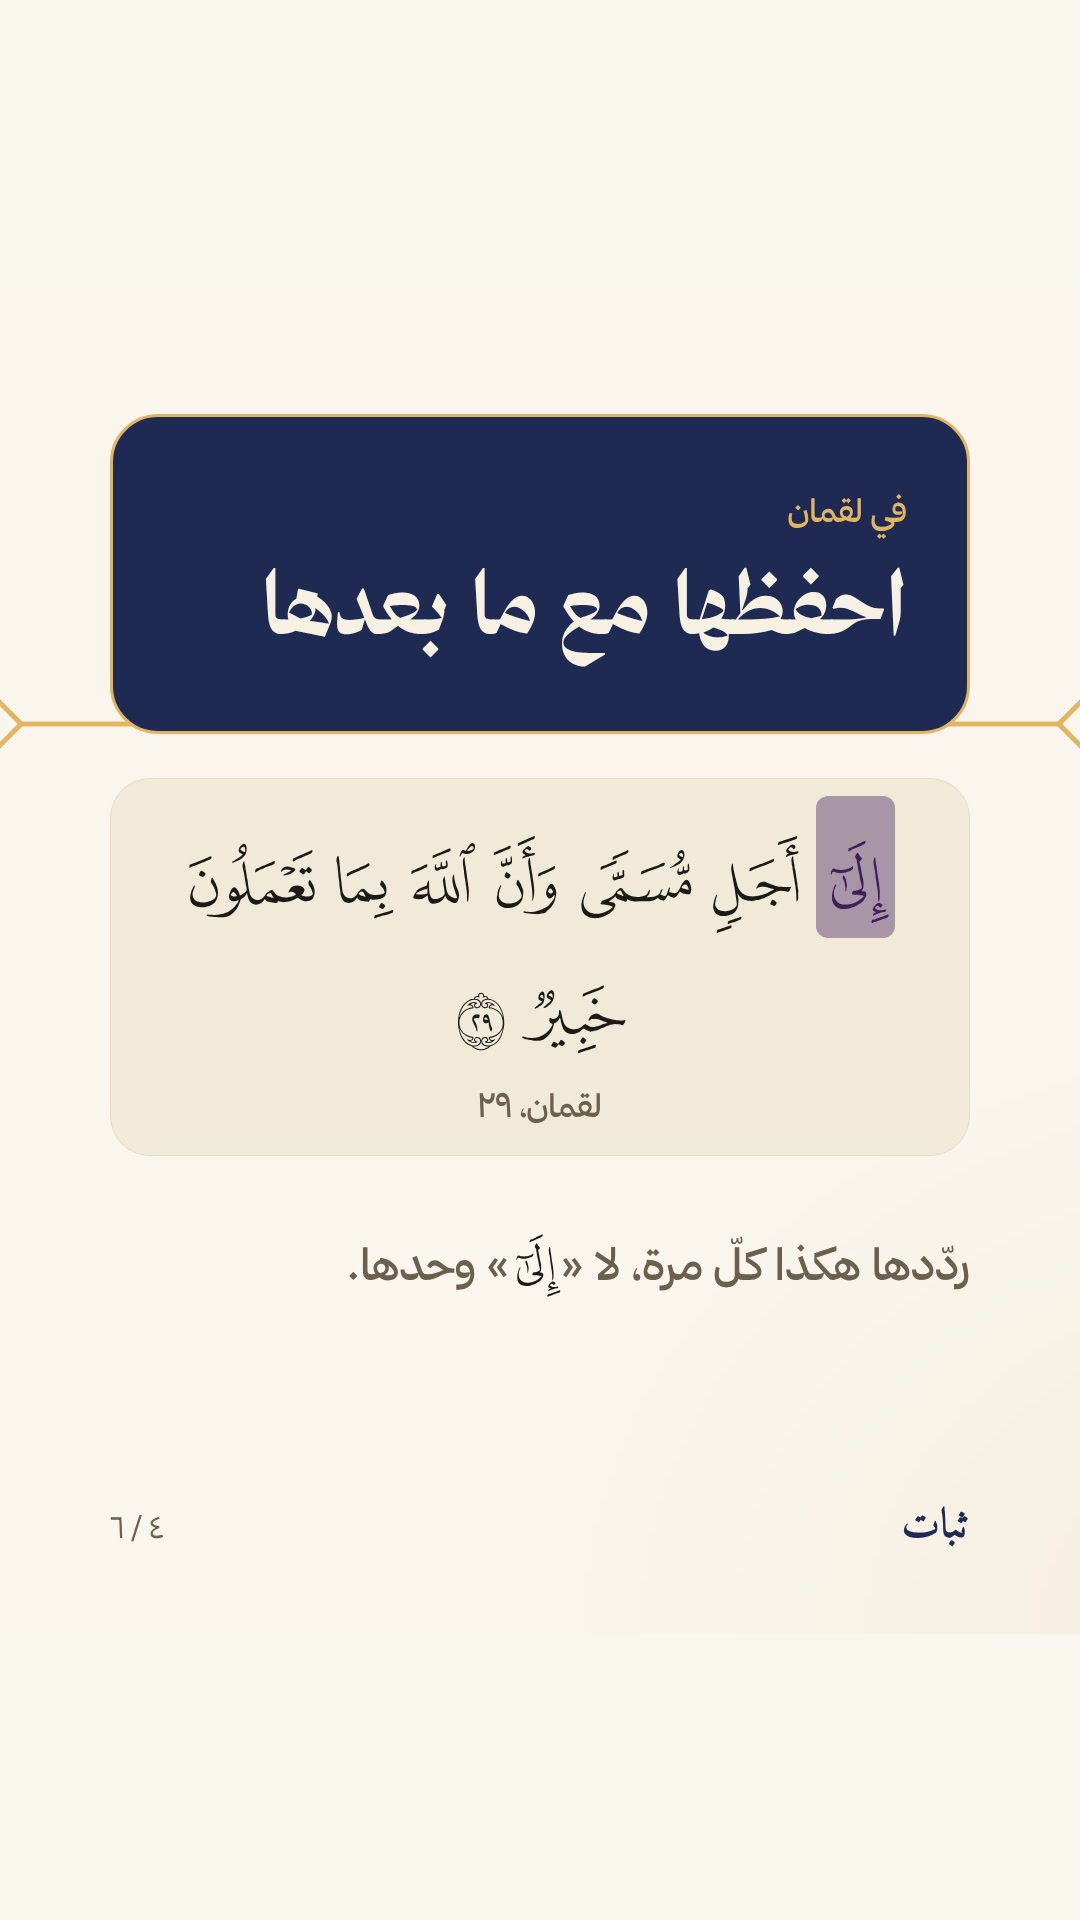 في لقمان
احفظها مع ما بعدها
إِلَىٰٓ أَجَلٍ مُّسَمًّى وَأَنَّ ٱللَّهَ بِمَا تَعْمَلُونَ
خَبِيرٌ ٢٩
لقمان، ٢٩
ردّدها هكذا كلّ مرة، لا «إِلَىٰٓ» وحدها.
ثبات
٤ / ٦